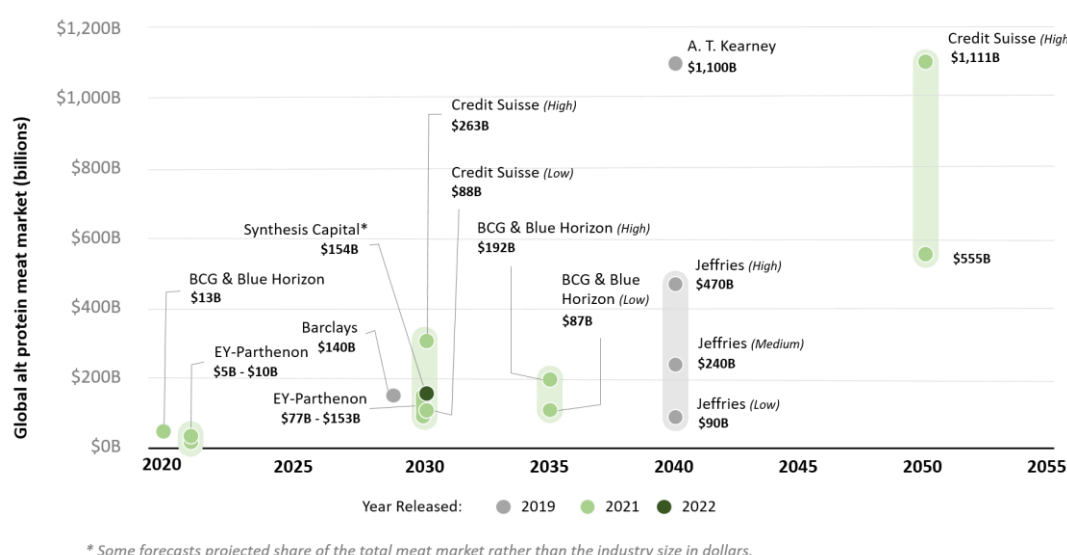 Global alt protein meat market (billions)
$1,200B
$1,000B
$800B
$600B
$400B
$200B
$0B
BCG & Blue Horizon
$13B
EY-Parthenon
$5B - $10B
Barclays
$140B
EY-Parthenon
$77B - $153B
Synthesis Capital*
$154B
Credit Suisse (High)
$263B
Credit Suisse (Low)
$88B
BCG & Blue Horizon (High)
$192B
BCG & Blue
Horizon (Low)
$87B
A. T. Kearney
$1,100B
Jeffries (High)
$470B
Jeffries (Medium)
$240B
Jeffries (Low)
$90B
Credit Suisse (High
$1,111B
$555B
2020 2025 2030 2035 2040 2045 2050 2055
Year Released: 2019 2021 2022
* Some forecasts projected share of the total meat market rather than the industry size in dollars.